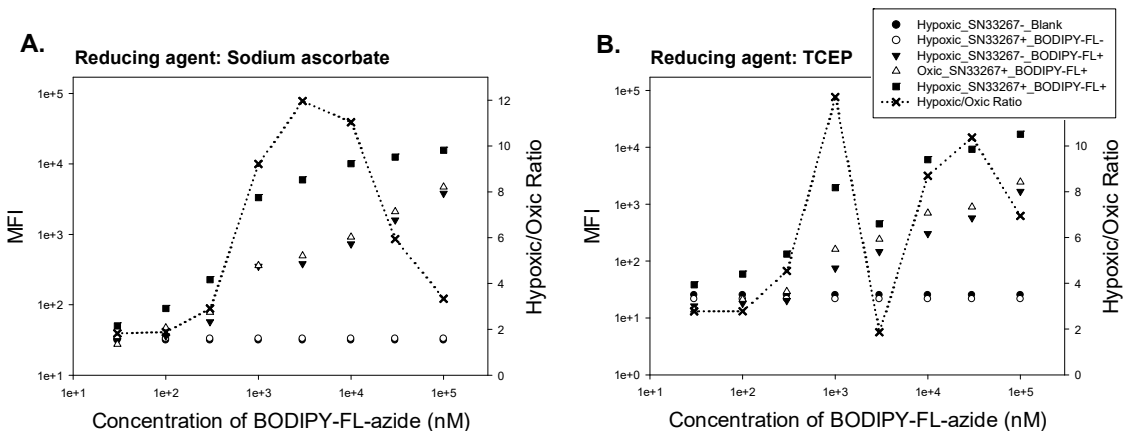 A.
Reducing agent: Sodium ascorbate
1e+5
1e+4
1e+3
1e+2
1e+1
MFI
12
10
8
6
4
2
0
Hypoxic/Oxic Ratio
1e+1 1e+2 1e+3 1e+4 1e+5
Concentration of BODIPY-FL-azide (nM)
B.
Reducing agent: TCEP
Hypoxic_SN33267-_Blank
Hypoxic_SN33267+_BODIPY-FL-
Hypoxic_SN33267-_BODIPY-FL+
Oxic_SN33267+_BODIPY-FL+
Hypoxic_SN33267+_BODIPY-FL+
Hypoxic/Oxic Ratio
1e+5
1e+4
1e+3
1e+2
1e+1
1e+0
MFI
10
8
6
4
2
0
Hypoxic/Oxic Ratio
1e+1 1e+2 1e+3 1e+4 1e+5
Concentration of BODIPY-FL-azide (nM)